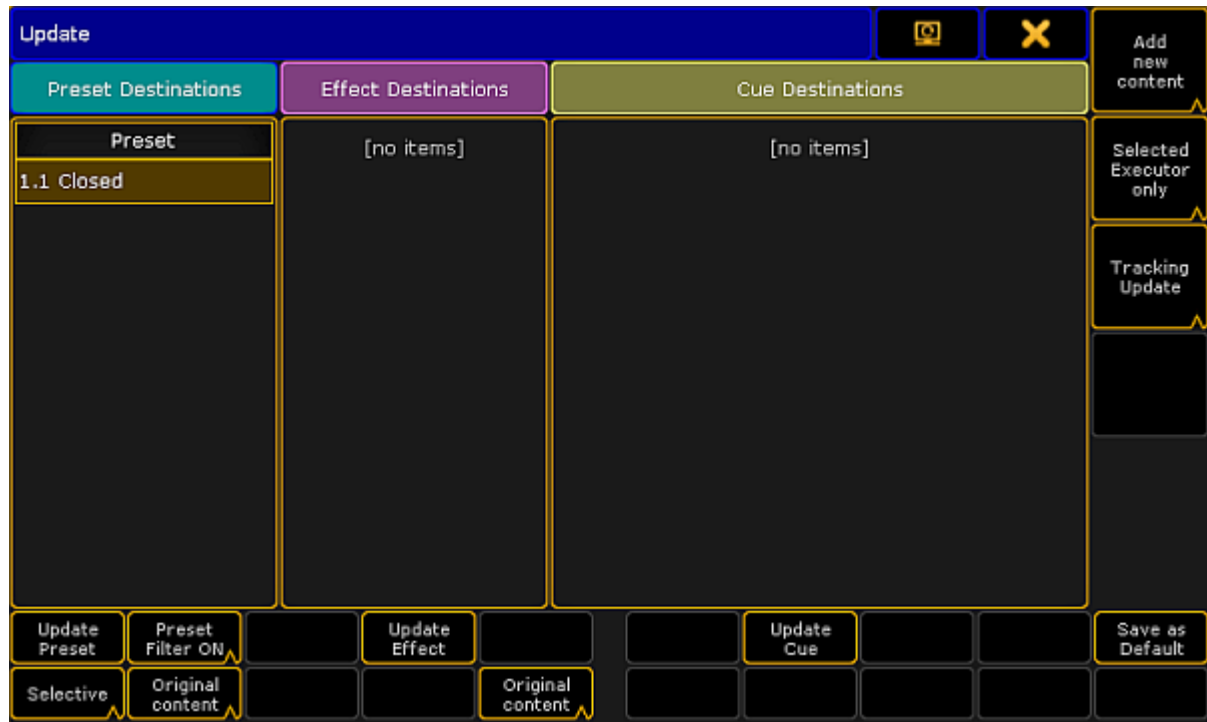 Update
Add
new
content
Preset Destinations
Effect Destinations
Cue Destinations
Preset
[no items]
[no items]
1.1 Closed
Selected
Executor
only
Tracking
Update
Update
Preset
Preset
Filter ON
Update
Effect
Update
Cue
Save as
Default
Selective
Original
content
Original
content